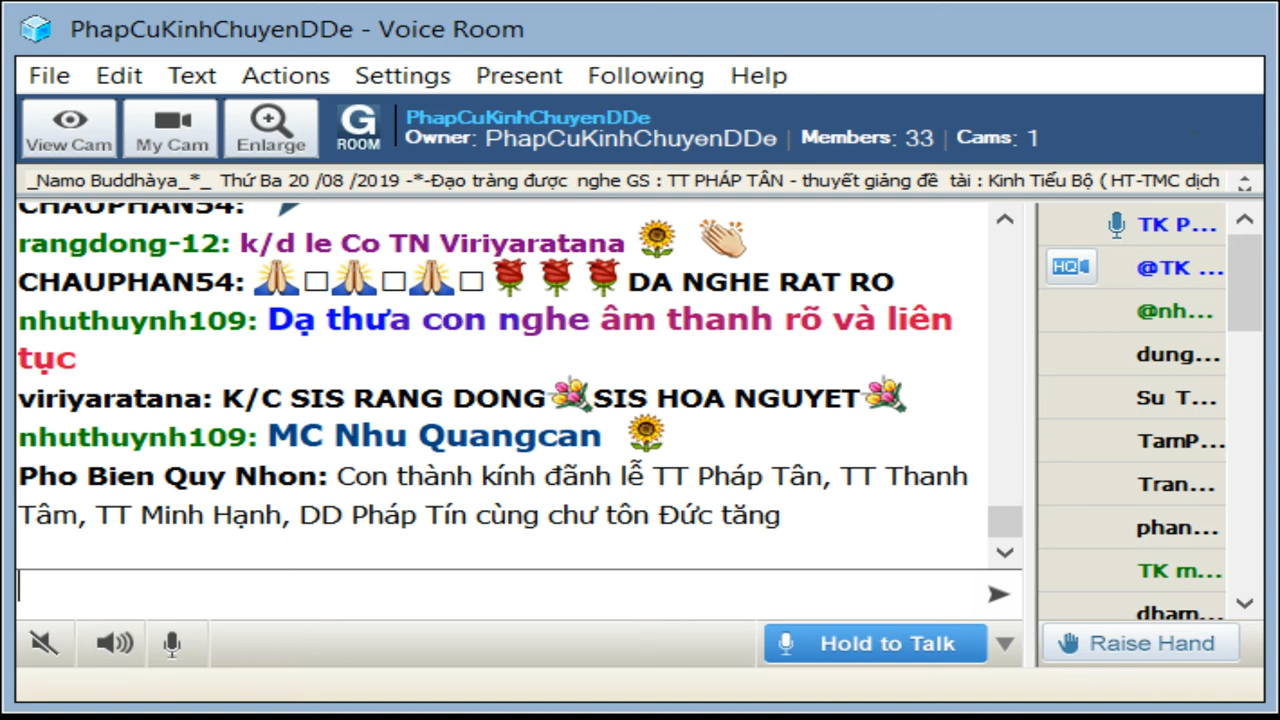 PhapCuKinhChuyenDDe - Voice Room
File Edit Text Actions Settings Present Following Help
View Cam My Cam Enlarge
G ROOM
PhapCuKinhChuyenDDe
Owner: PhapCuKinhChuyenDDe | Members: 33 | Cams: 1
_Namo Buddhàya_*_ Thứ Ba 20 /08 /2019 -*-Đạo tràng được nghe GS : TT PHÁP TÂN - thuyết giảng đề tài : Kinh Tiểu Bộ ( HT-TMC dịch
CHAUPHAN54:
rangdong-12: k/d le Co TN Viriyaratana
CHAUPHAN54: DA NGHE RAT RO
nhuthuynh109: Dạ thưa con nghe âm thanh rõ và liên
tục
viriyaratana: K/C SIS RANG DONG SIS HOA NGUYET
nhuthuynh109: MC Nhu Quangcan
Pho Bien Quy Nhon: Con thành kính đãnh lễ TT Pháp Tân, TT Thanh
Tâm, TT Minh Hạnh, DD Pháp Tín cùng chư tôn Đức tăng
TK P...
HQ @TK ...
@nh...
dung...
Su T...
TamP...
Tran...
phan...
TK m...
dham...
Hold to Talk
Raise Hand